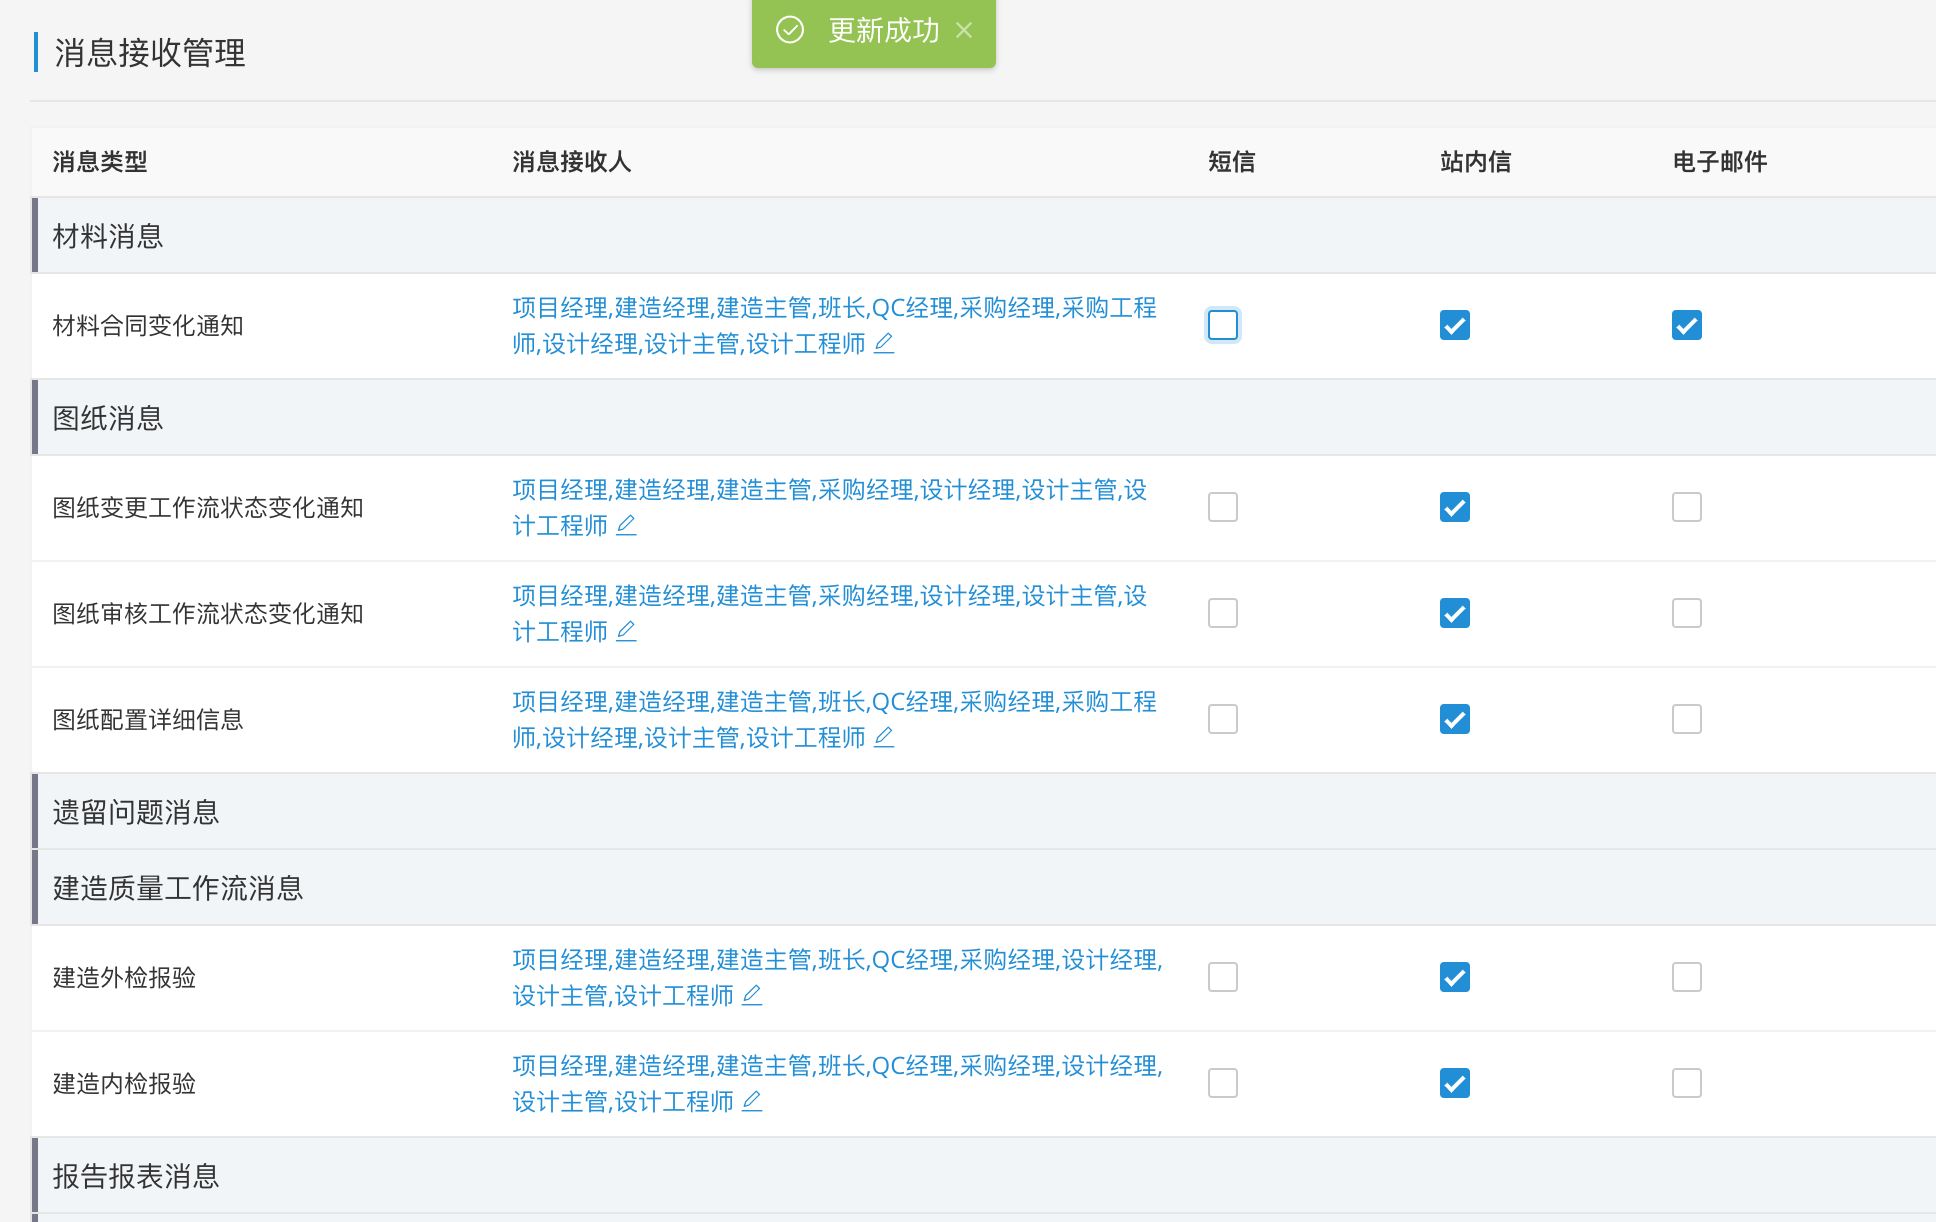 更新成功
消息接收管理
消息类型 消息接收人 短信 站内信 电子邮件
材料消息
材料合同变化通知
项目经理,建造经理,建造主管,班长,QC经理,采购经理,采购工程
师,设计经理,设计主管,设计工程师
图纸消息
图纸变更工作流状态变化通知
项目经理,建造经理,建造主管,采购经理,设计经理,设计主管,设
计工程师
图纸审核工作流状态变化通知
项目经理,建造经理,建造主管,采购经理,设计经理,设计主管,设
计工程师
图纸配置详细信息
项目经理,建造经理,建造主管,班长,QC经理,采购经理,采购工程
师,设计经理,设计主管,设计工程师
遗留问题消息
建造质量工作流消息
建造外检报验
项目经理,建造经理,建造主管,班长,QC经理,采购经理,设计经理,
设计主管,设计工程师
建造内检报验
项目经理,建造经理,建造主管,班长,QC经理,采购经理,设计经理,
设计主管,设计工程师
报告报表消息